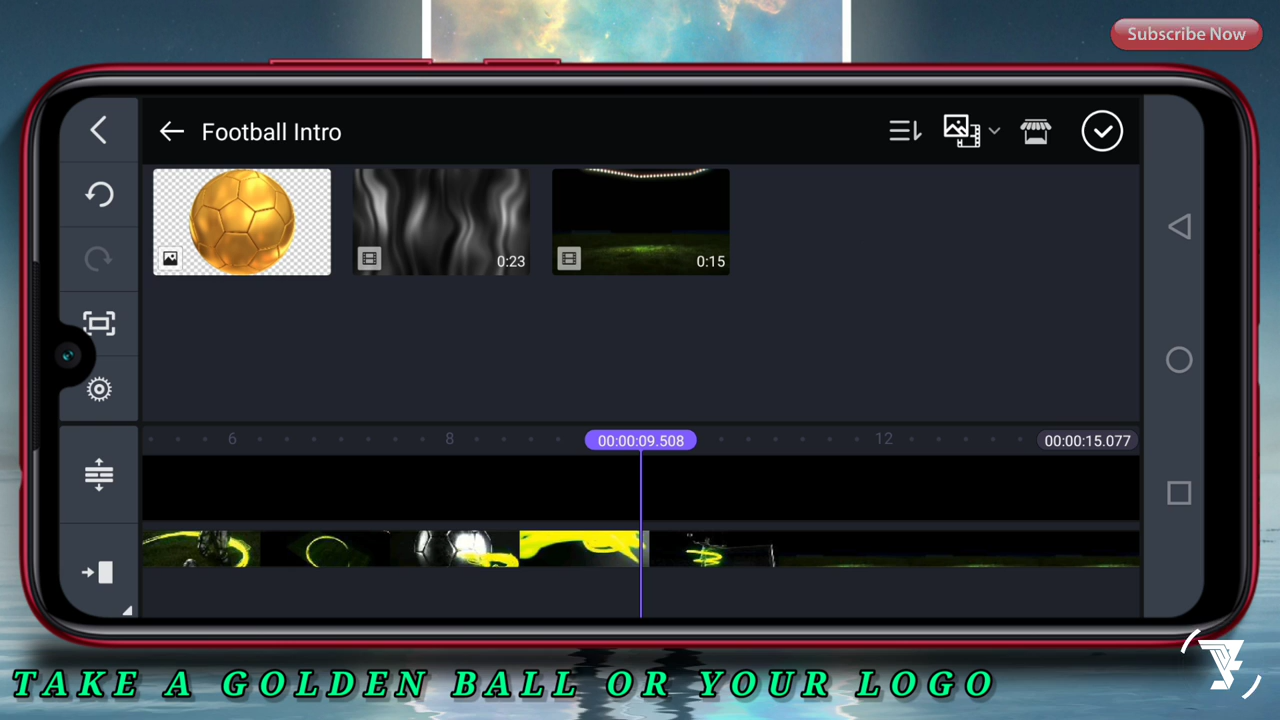 Subscribe Now
Football Intro
0:23
0:15
6
8
00:00:09.508
12
00:00:15.077
TAKE A GOLDEN BALL OR YOUR LOGO